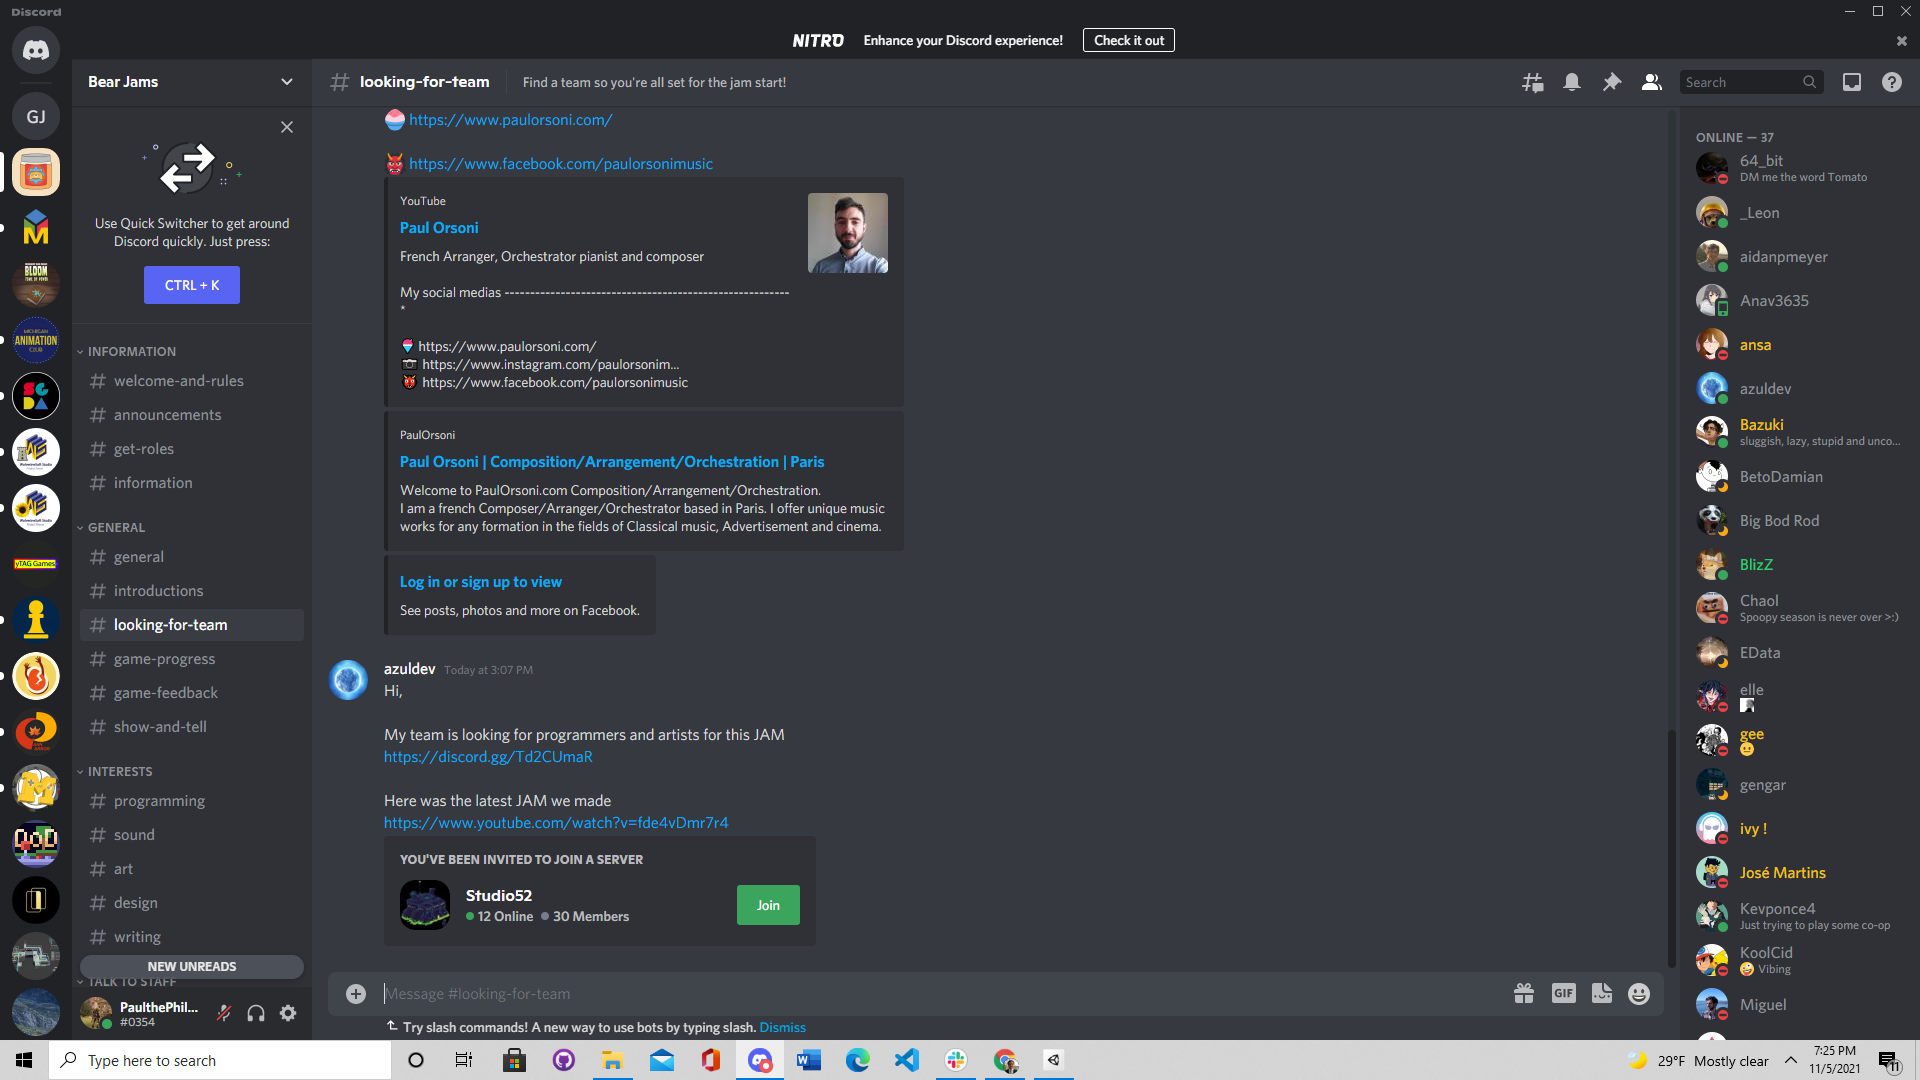 Discord
NITRO Enhance your Discord experience! Check it out
Bear Jams
looking-for-team
Find a team so you're all set for the jam start!
Search
GJ
Use Quick Switcher to get around
Discord quickly. Just press:
CTRL + K
INFORMATION
welcome-and-rules
announcements
get-roles
information
GENERAL
general
introductions
looking-for-team
game-progress
game-feedback
show-and-tell
INTERESTS
programming
sound
art
design
writing
NEW UNREADS
TALK TO STAFF
PaulthePhil...
#0354
BLOOM
MICHIGAN
ANIMATION
CLUB
yTAG Games
https://www.paulorsoni.com/
https://www.facebook.com/paulorsonimusic
YouTube
Paul Orsoni
French Arranger, Orchestrator pianist and composer
My social medias --------------------------------------------------------
*
https://www.paulorsoni.com/
https://www.instagram.com/paulorsonim...
https://www.facebook.com/paulorsonimusic
PaulOrsoni
Paul Orsoni | Composition/Arrangement/Orchestration | Paris
Welcome to PaulOrsoni.com Composition/Arrangement/Orchestration.
I am a french Composer/Arranger/Orchestrator based in Paris. I offer unique music
works for any formation in the fields of Classical music, Advertisement and cinema.
Log in or sign up to view
See posts, photos and more on Facebook.
azuldev Today at 3:07 PM
Hi,
My team is looking for programmers and artists for this JAM
https://discord.gg/Td2CUmaR
Here was the latest JAM we made
https://www.youtube.com/watch?v=fde4vDmr7r4
YOU'VE BEEN INVITED TO JOIN A SERVER
Studio52
12 Online 30 Members
Join
Message #looking-for-team
GIF
Try slash commands! A new way to use bots by typing slash. Dismiss
ONLINE — 37
64_bit
DM me the word Tomato
_Leon
aidanpmeyer
Anav3635
ansa
azuldev
Bazuki
sluggish, lazy, stupid and unco...
BetoDamian
Big Bod Rod
BlizZ
Chaol
Spoopy season is never over >:)
EData
elle
gee
gengar
ivy !
José Martins
Kevponce4
Just trying to play some co-op
KoolCid
Vibing
Miguel
Type here to search
29°F Mostly clear
7:25 PM
11/5/2021
11